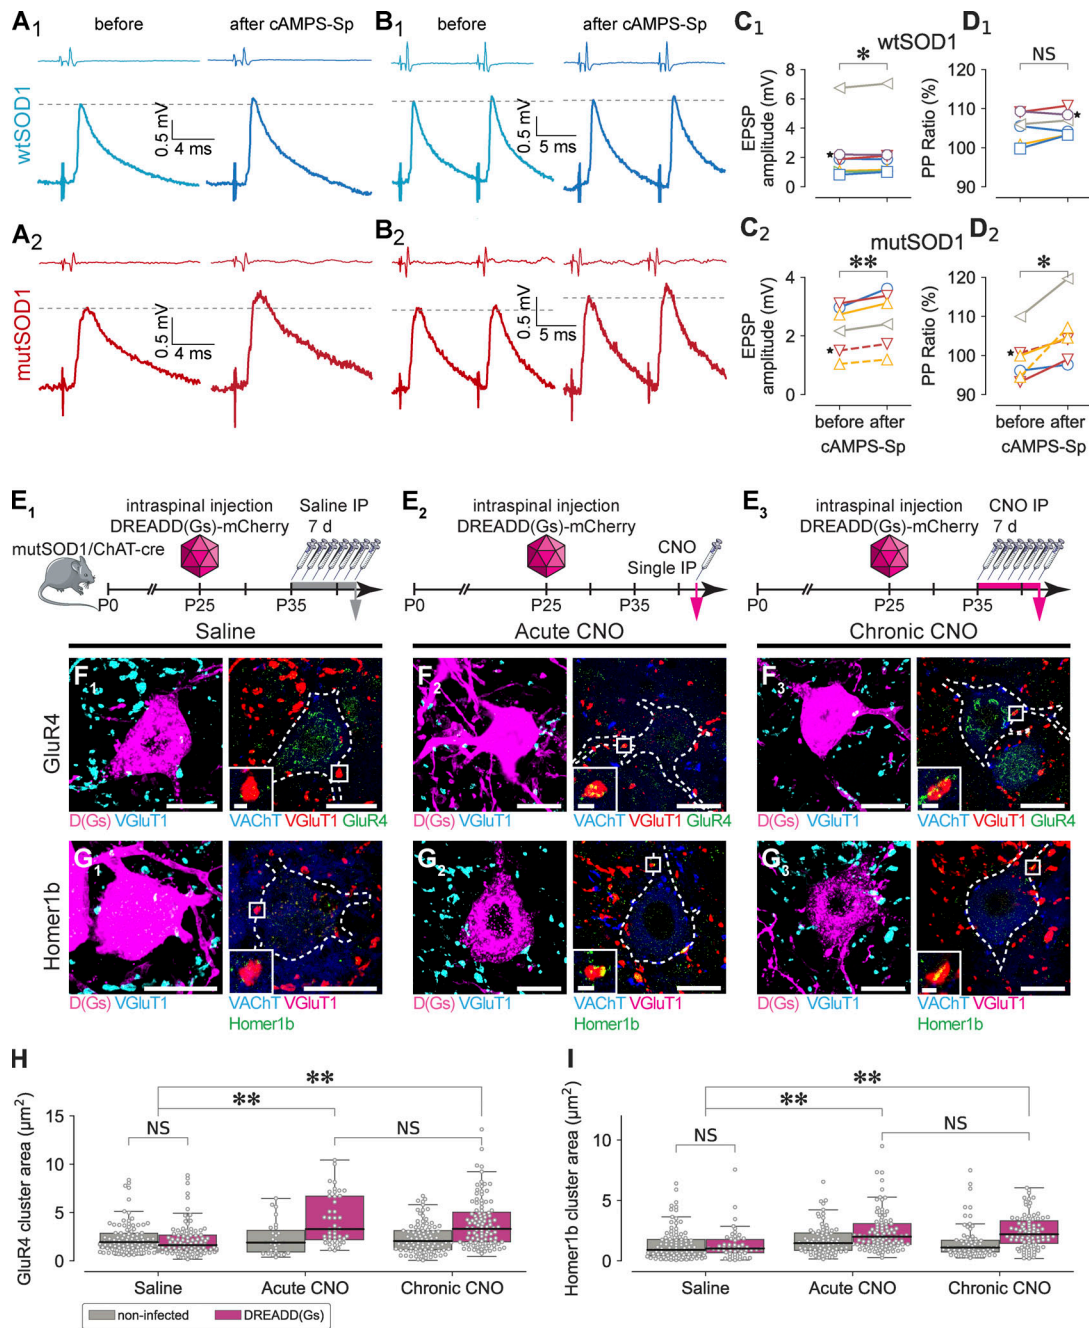 A1 before after cAMPS-Sp
B1 before after cAMPS-Sp
C1 wtSOD1 D1
wtSOD1
0.5 mV
4 ms
0.5 mV
5 ms
EPSP
amplitude (mV)
8
6
4
2
0
*
★
PP Ratio (%)
120
110
100
90
NS
★
A2
B2
C2 mutSOD1 D2
mutSOD1
0.5 mV
4 ms
0.5 mV
5 ms
EPSP
amplitude (mV)
4
2
0
**
★
before after
cAMPS-Sp
PP Ratio (%)
120
110
100
90
*
★
before after
cAMPS-Sp
E1
intraspinal injection
DREADD(Gs)-mCherry
Saline IP
7 d
mutSOD1/ChAT-cre
P0 P25 P35
Saline
E2
intraspinal injection
DREADD(Gs)-mCherry
CNO
Single IP
P0 P25 P35
Acute CNO
E3
intraspinal injection
DREADD(Gs)-mCherry
CNO IP
7 d
P0 P25 P35
Chronic CNO
GluR4
F1 F2 F3
D(Gs) VGluT1 VAChT VGluT1 GluR4
D(Gs) VGluT1 VAChT VGluT1 GluR4
D(Gs) VGluT1 VAChT VGluT1 GluR4
Homer1b
G1 G2 G3
D(Gs) VGluT1 VAChT VGluT1
Homer1b
D(Gs) VGluT1 VAChT VGluT1
Homer1b
D(Gs) VGluT1 VAChT VGluT1
Homer1b
H
GluR4 cluster area (µm2)
15
10
5
0
**
**
NS
NS
Saline Acute CNO Chronic CNO
non-infected DREADD(Gs)
I
Homer1b cluster area (µm2)
10
5
0
**
**
NS
NS
Saline Acute CNO Chronic CNO